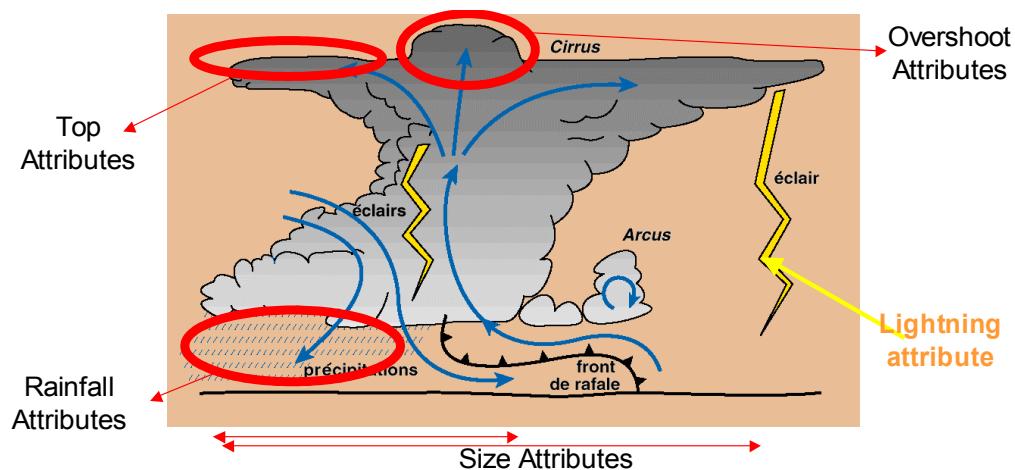 Cirrus
Overshoot
Attributes
Top
Attributes
éclairs
éclair
Arcus
Lightning
attribute
précipitations
front
de rafale
Rainfall
Attributes
Size Attributes